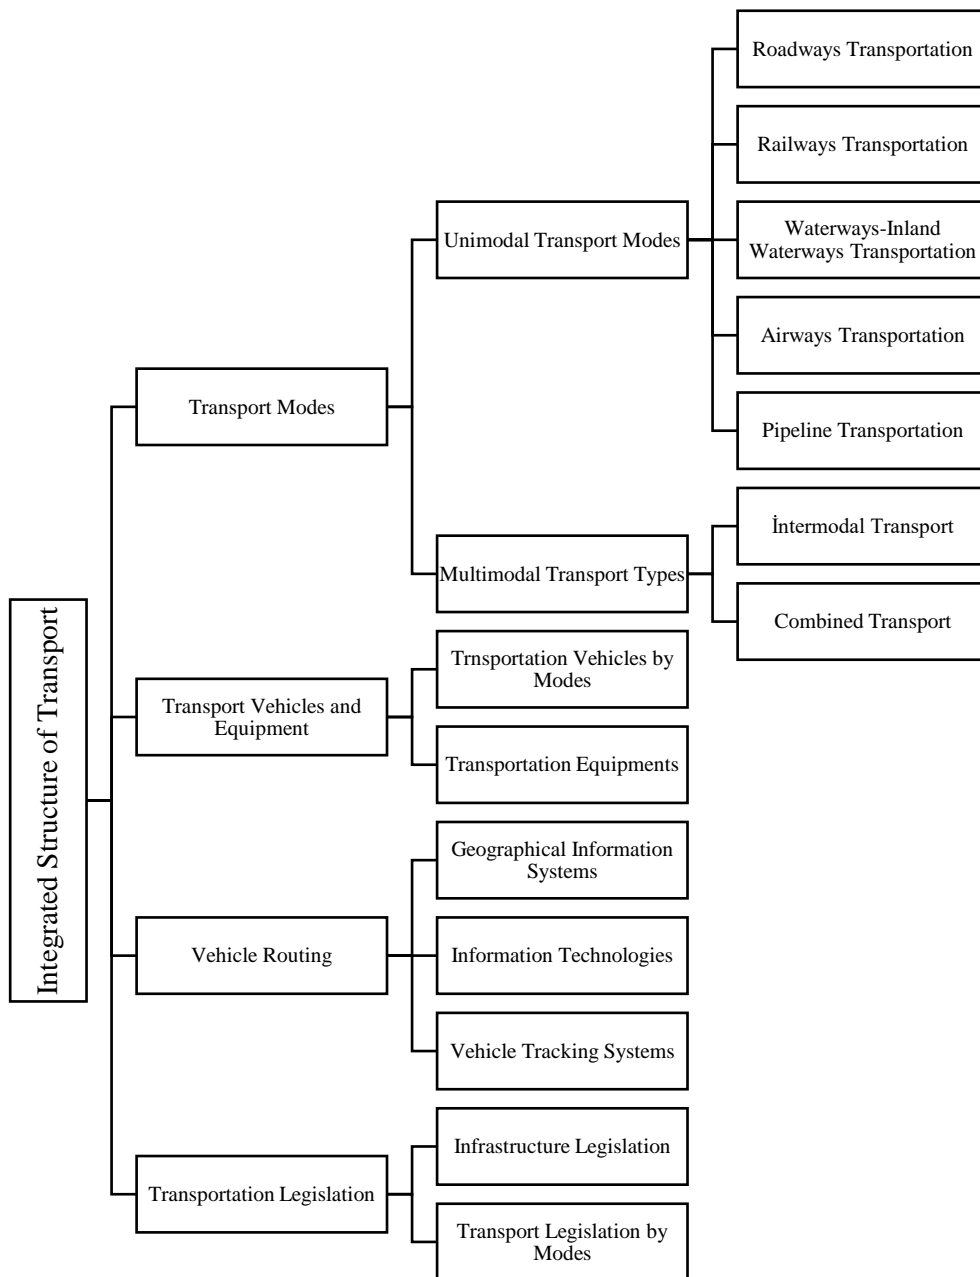 Roadways Transportation
Railways Transportation
Unimodal Transport Modes
Waterways-Inland
Waterways Transportation
Airways Transportation
Transport Modes
Pipeline Transportation
İntermodal Transport
Multimodal Transport Types
Combined Transport
Integrated Structure of Transport
Trnsportation Vehicles by
Modes
Transport Vehicles and
Equipment
Transportation Equipments
Geographical Information
Systems
Vehicle Routing
Information Technologies
Vehicle Tracking Systems
Infrastructure Legislation
Transportation Legislation
Transport Legislation by
Modes